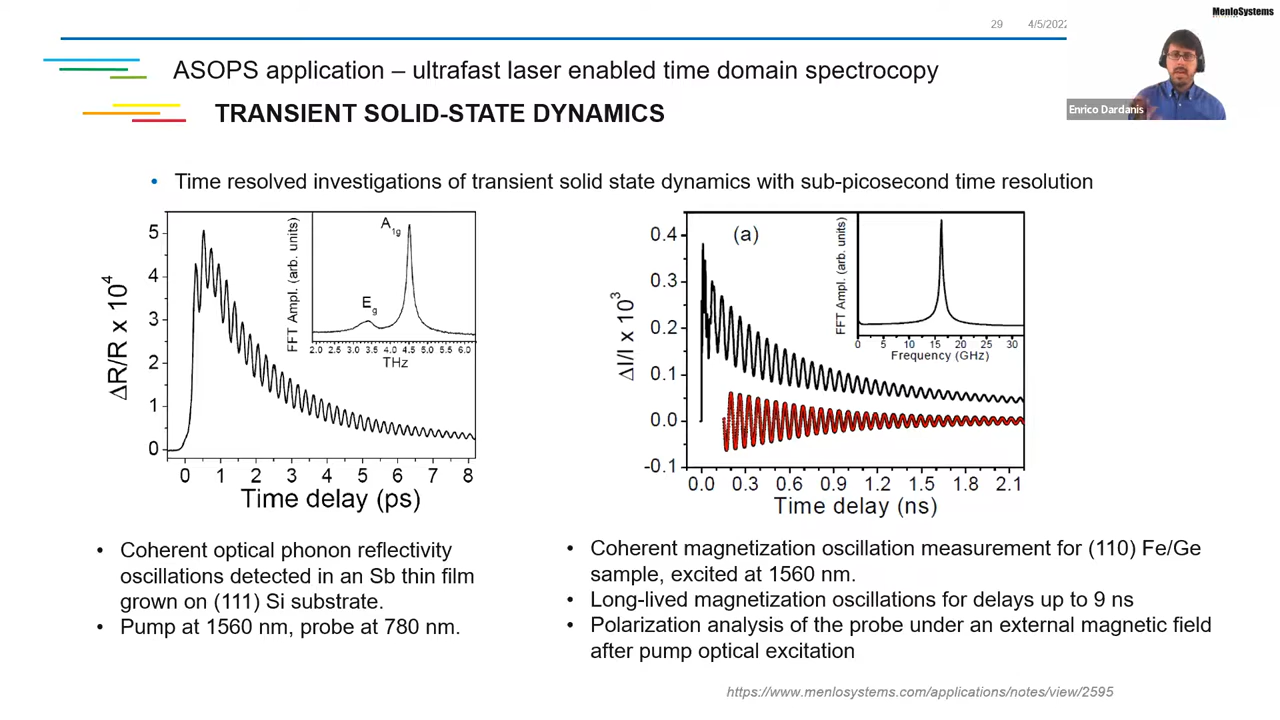 MenloSystems
29 4/5/2022
Enrico Dardanis
ASOPS application – ultrafast laser enabled time domain spectrocopy
TRANSIENT SOLID-STATE DYNAMICS
• Time resolved investigations of transient solid state dynamics with sub-picosecond time resolution
ΔR/R x 10⁴
5
4
3
2
1
0
0 1 2 3 4 5 6 7 8
Time delay (ps)
FFT Ampl. (arb. units)
A1g
Eg
2.0 2.5 3.0 3.5 4.0 4.5 5.0 5.5 6.0
THz
ΔI/I x 10³
(a)
0.4
0.3
0.2
0.1
0.0
-0.1
0.0 0.3 0.6 0.9 1.2 1.5 1.8 2.1
Time delay (ns)
FFT Ampl. (arb. units)
0 5 10 15 20 25 30
Frequency (GHz)
• Coherent optical phonon reflectivity
oscillations detected in an Sb thin film
grown on (111) Si substrate.
• Pump at 1560 nm, probe at 780 nm.
• Coherent magnetization oscillation measurement for (110) Fe/Ge
sample, excited at 1560 nm.
• Long-lived magnetization oscillations for delays up to 9 ns
• Polarization analysis of the probe under an external magnetic field
after pump optical excitation
https://www.menlosystems.com/applications/notes/view/2595